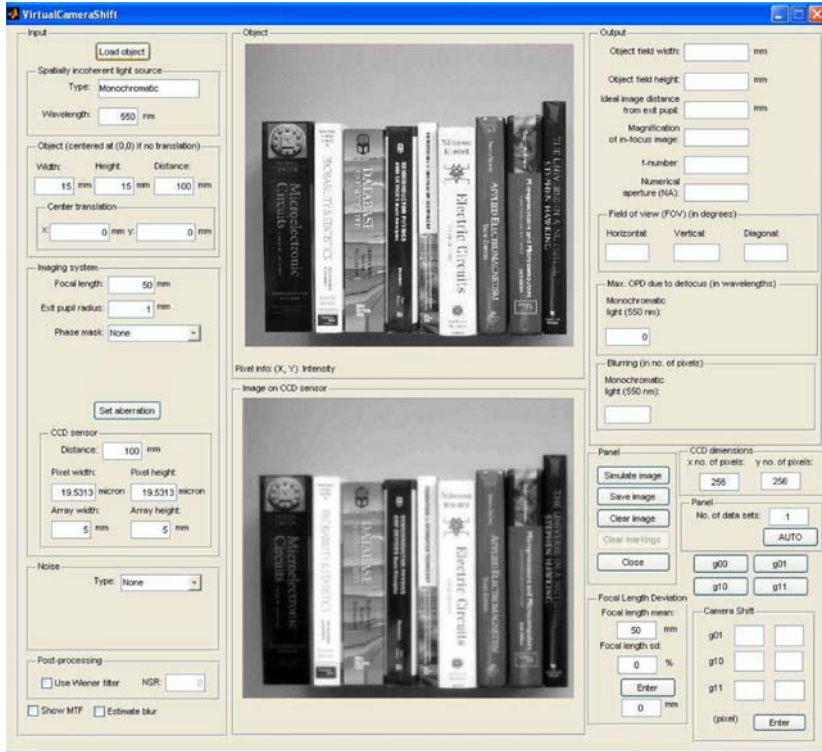 VirtualCameraShift
Input
Load object
Spatially incoherent light source
Type: Monochromatic
Wavelength: 550 nm
Object (centered at (0,0) if no translation)
Width: Height: Distance:
15 mm 15 mm 100 mm
Center translation
x: 0 mm y: 0 mm
Imaging system
Focal length: 50 mm
Exit pupil radius: 1 mm
Phase mask: None
Set aberration
CCD sensor
Distance: 100 mm
Pixel width: Pixel height:
19.5313 micron 19.5313 micron
Array width: Array height:
5 mm 5 mm
Noise
Type: None
Post-processing
Use Wiener filter NSR: 0
Show MTF Estimate blur
Object
Microelectronic
Circuits
PROBABILITY & STATISTICS
DATABASE
Electric Circuits
APPLIED ELECTROMAGNETISM
THE UNIVERSE IN A NUTSHELL
STEPHEN HAWKING
Pixel info: (X, Y) Intensity
Image on CCD sensor
Microelectronic
Circuits
PROBABILITY & STATISTICS
DATABASE
Electric Circuits
APPLIED ELECTROMAGNETISM
STEPHEN HAWKING
Output
Object field width: mm
Object field height: mm
Ideal image distance
from exit pupil: mm
Magnification
of in-focus image:
f-number:
Numerical
aperture (NA):
Field of view (FOV) (in degrees)
Horizontal: Vertical: Diagonal:
Max. OPD due to defocus (in wavelengths)
Monochromatic
light (550 nm):
0
Blurring (in no. of pixels)
Monochromatic
light (550 nm):
Panel
Simulate image
Save image
Clear image
Clear markings
Close
CCD dimensions
x no. of pixels: y no. of pixels:
256 256
Panel
No. of data sets: 1
AUTO
g00 g01
g10 g11
Focal Length Deviation
Focal length mean:
50 mm
Focal length sd:
0 %
Enter
0 mm
Camera Shift
g01
g10
g11
(pixel) Enter